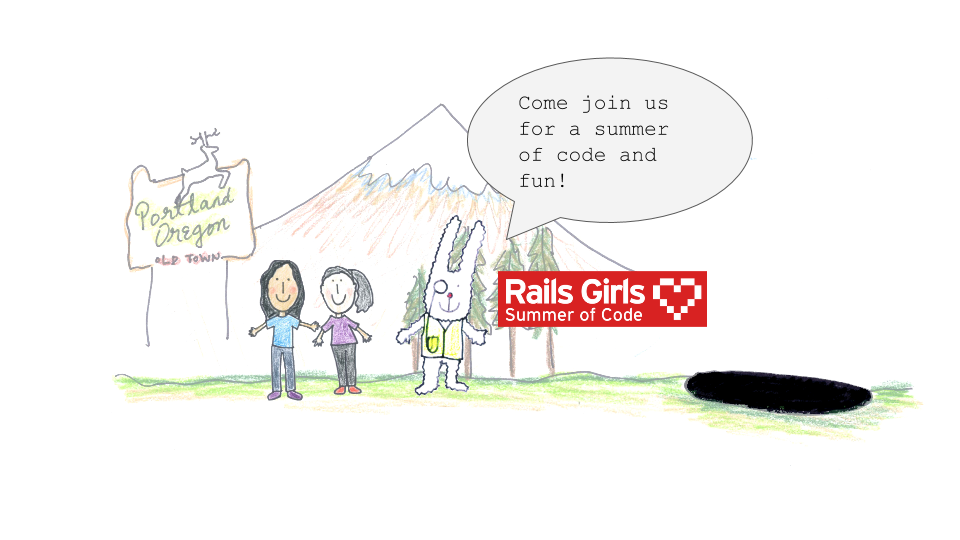 Come join us
for a summer
of code and
fun!
Portland
Oregon
OLD TOWN
Rails Girls
Summer of Code